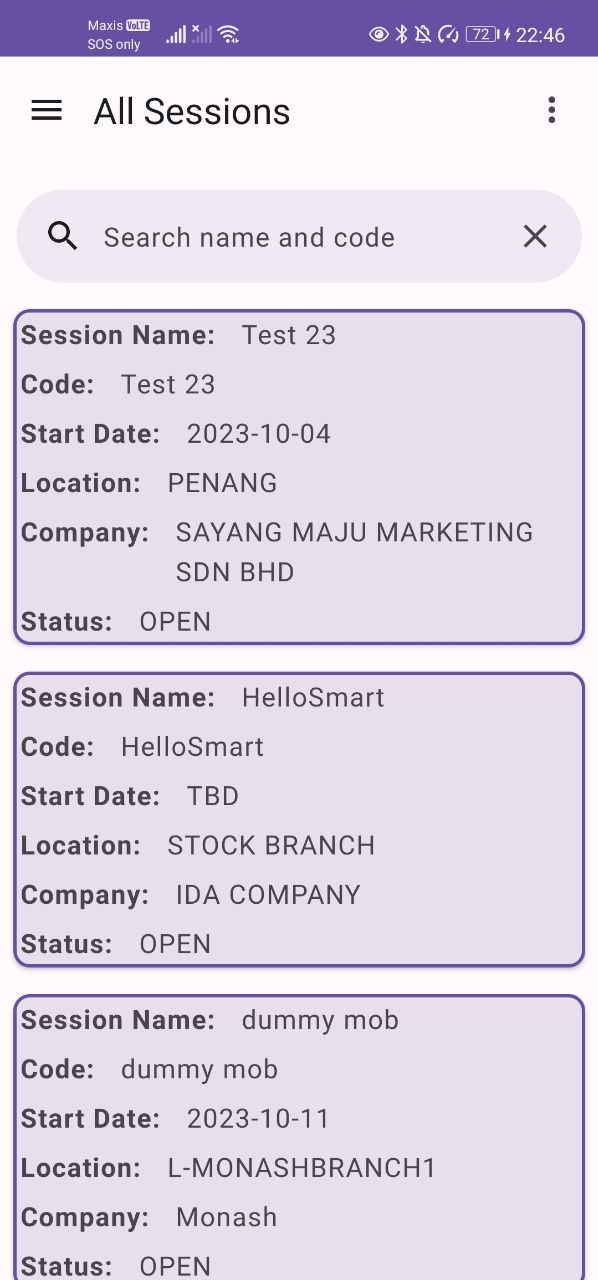 Maxis VoLTE
SOS only
72 22:46
All Sessions
Search name and code
Session Name: Test 23
Code: Test 23
Start Date: 2023-10-04
Location: PENANG
Company: SAYANG MAJU MARKETING
SDN BHD
Status: OPEN
Session Name: HelloSmart
Code: HelloSmart
Start Date: TBD
Location: STOCK BRANCH
Company: IDA COMPANY
Status: OPEN
Session Name: dummy mob
Code: dummy mob
Start Date: 2023-10-11
Location: L-MONASHBRANCH1
Company: Monash
Status: OPEN